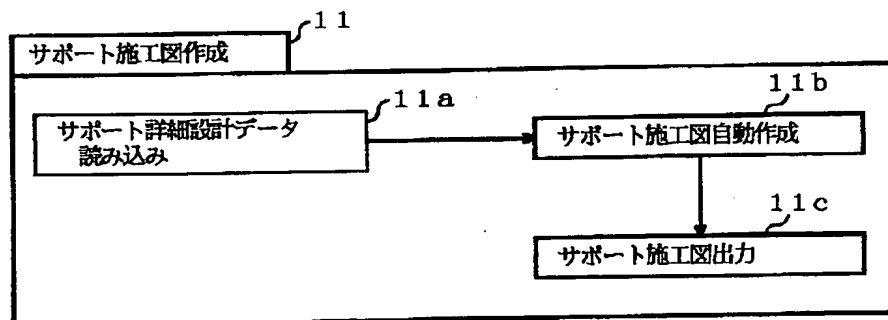 11
サポート施工図作成
11a
サポート詳細設計データ
読み込み
11b
サポート施工図自動作成
11c
サポート施工図出力